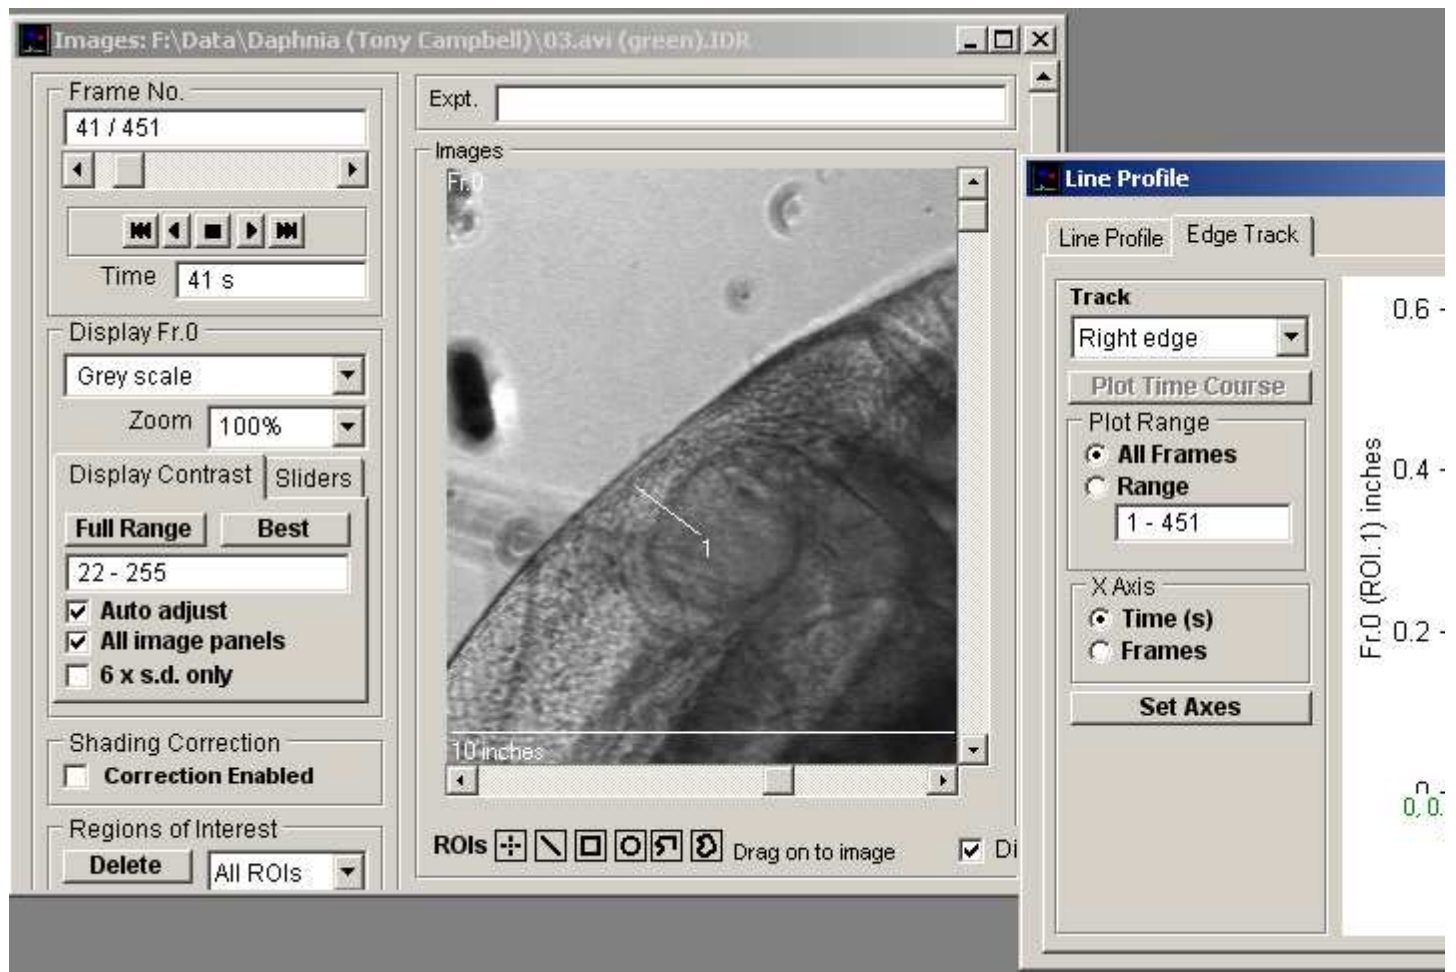 Images: F:\Data\Daphnia (Tony Campbell)\03.avi (green).IDR
Frame No.
41 / 451
Time 41 s
Display Fr.0
Grey scale
Zoom 100%
Display Contrast Sliders
Full Range Best
22 - 255
Auto adjust
All image panels
6 x s.d. only
Shading Correction
Correction Enabled
Regions of Interest
Delete All ROIs
Expt.
Images
Fr.0
1
10 inches
ROIs Drag on to image Di
Line Profile
Line Profile Edge Track
Track
Right edge
Plot Time Course
Plot Range
All Frames
Range
1 - 451
X Axis
Time (s)
Frames
Set Axes
Fr.0 (ROI.1) inches
0.6
0.4
0.2
0, 0.